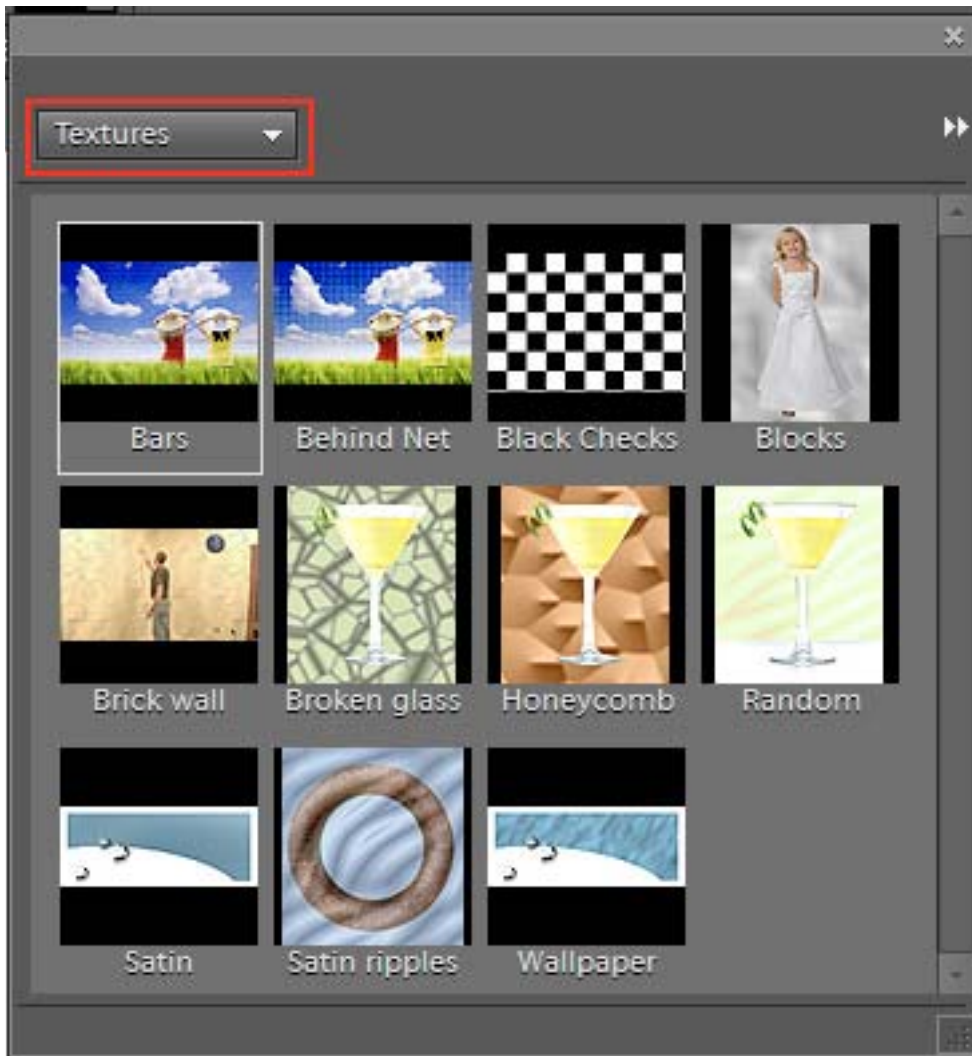 Textures
Bars Behind Net Black Checks Blocks
Brick wall Broken glass Honeycomb Random
Satin Satin ripples Wallpaper